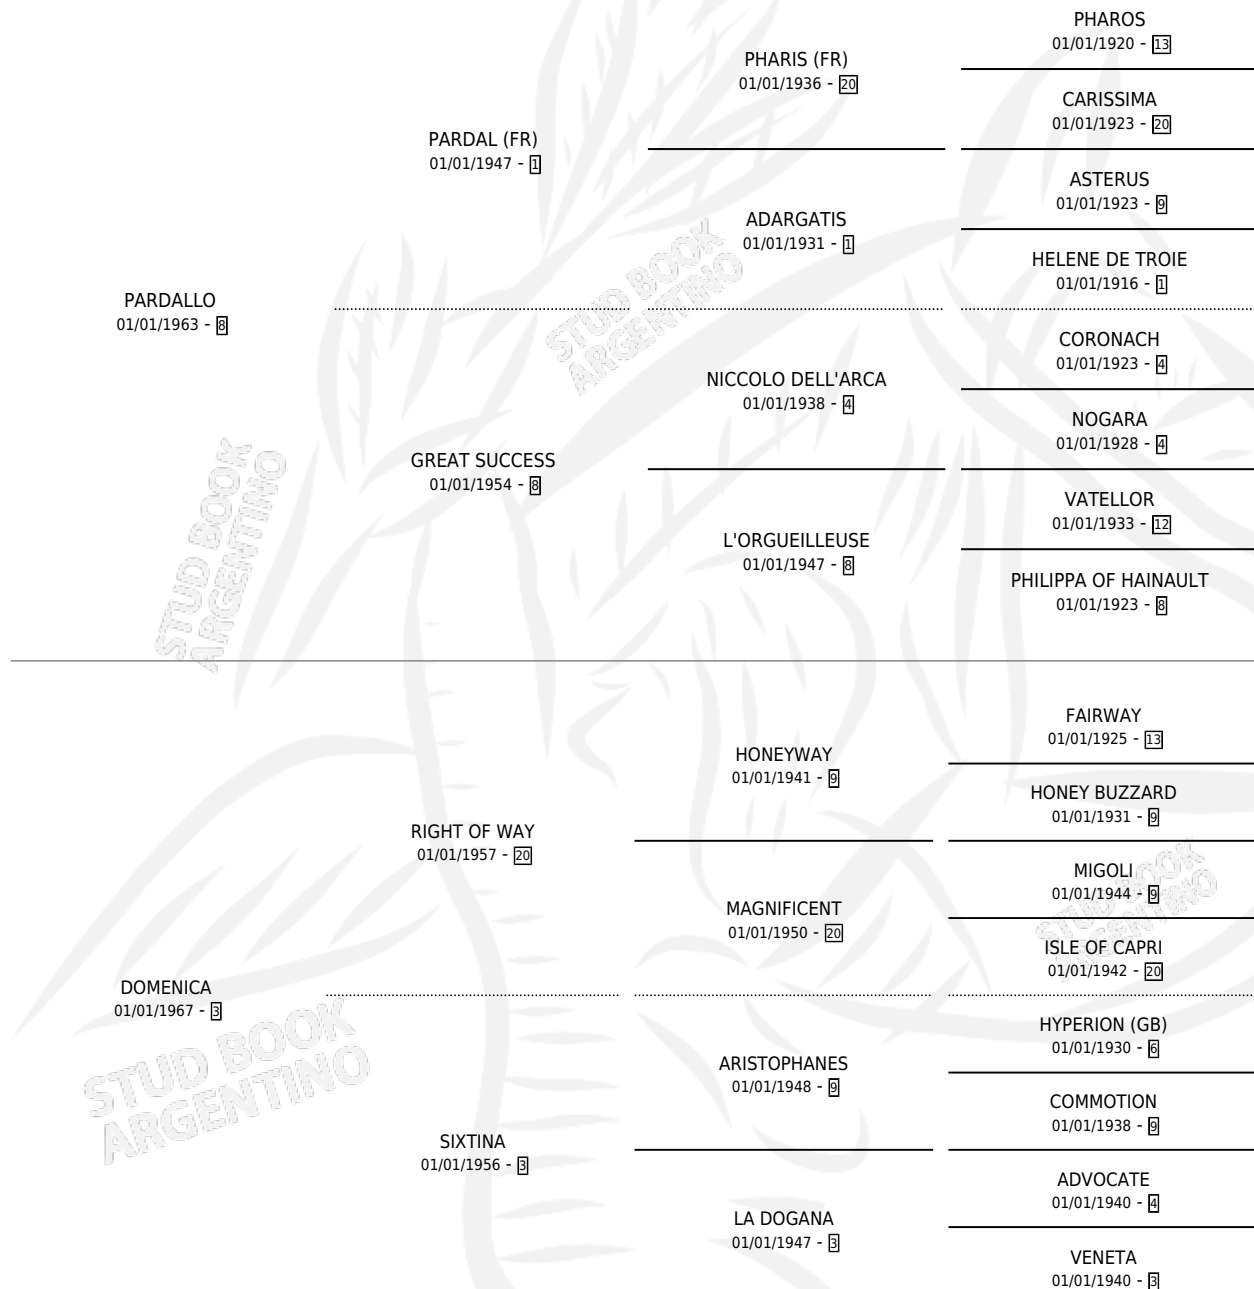 PHAROS
01/01/1920 - 13
PHARIS (FR)
01/01/1936 - 20
CARISSIMA
01/01/1923 - 20
PARDAL (FR)
01/01/1947 - 1
ASTERUS
01/01/1923 - 9
ADARGATIS
01/01/1931 - 1
HELENE DE TROIE
01/01/1916 - 1
PARDALLO
01/01/1963 - 8
CORONACH
01/01/1923 - 4
NICCOLO DELL'ARCA
01/01/1938 - 4
NOGARA
01/01/1928 - 4
GREAT SUCCESS
01/01/1954 - 8
VATELLOR
01/01/1933 - 12
L'ORGUEILLEUSE
01/01/1947 - 8
PHILIPPA OF HAINAULT
01/01/1923 - 8
FAIRWAY
01/01/1925 - 13
HONEYWAY
01/01/1941 - 9
HONEY BUZZARD
01/01/1931 - 9
RIGHT OF WAY
01/01/1957 - 20
MIGOLI
01/01/1944 - 9
MAGNIFICENT
01/01/1950 - 20
ISLE OF CAPRI
01/01/1942 - 20
DOMENICA
01/01/1967 - 3
HYPERION (GB)
01/01/1930 - 6
ARISTOPHANES
01/01/1948 - 9
COMMOTION
01/01/1938 - 9
SIXTINA
01/01/1956 - 3
ADVOCATE
01/01/1940 - 4
LA DOGANA
01/01/1947 - 3
VENETA
01/01/1940 - 3
STUD BOOK
ARGENTINO
STUD BOOK
ARGENTINO
STUD BOOK
ARGENTINO
STUD BOOK
ARGENTINO